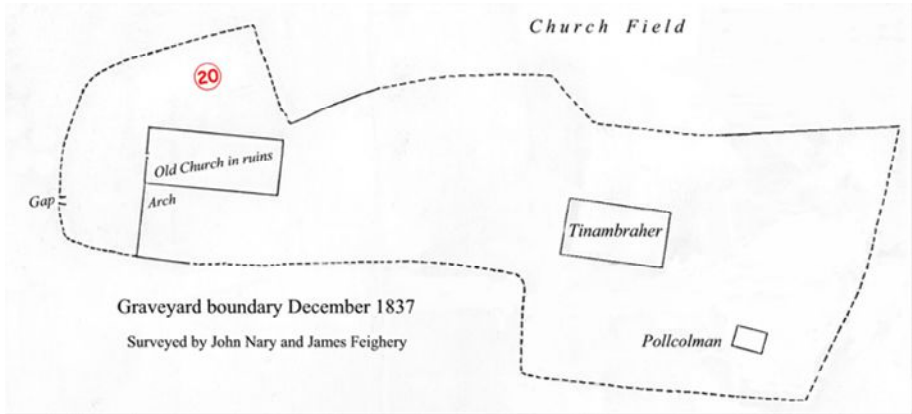 Church Field
20
Old Church in ruins
Gap
Arch
Tinambraher
Graveyard boundary December 1837
Surveyed by John Nary and James Feighery
Pollcolman